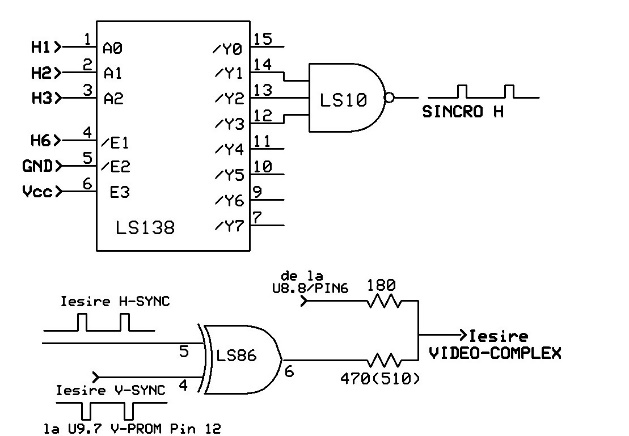 H1> 1 A0 /Y0 15
H2> 2 A1 /Y1 14
H3> 3 A2 /Y2 13 LS10
/Y3 12 SINCRO H
H6> 4 /E1 /Y4 11
GND> 5 /E2 /Y5 10
Vcc> 6 E3 /Y6 9
LS138 /Y7 7
de la
U8.8/PIN6 180
Iesire H-SYNC
Iesire
VIDEO-COMPLEX
5 LS86 6
4 470(510)
Iesire V-SYNC
la U9.7 V-PROM Pin 12